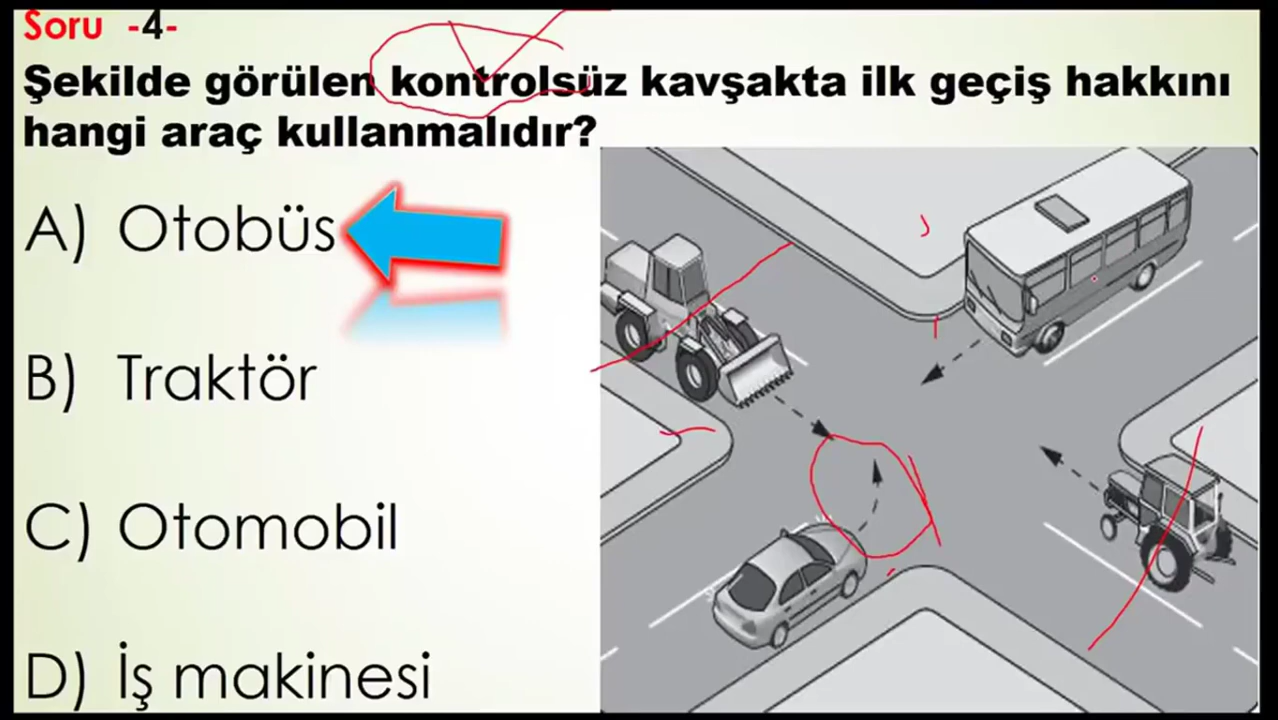 Soru -4-
Şekilde görülen kontrolsüz kavşakta ilk geçiş hakkını
hangi araç kullanmalıdır?
A) Otobüs
B) Traktör
C) Otomobil
D) İş makinesi